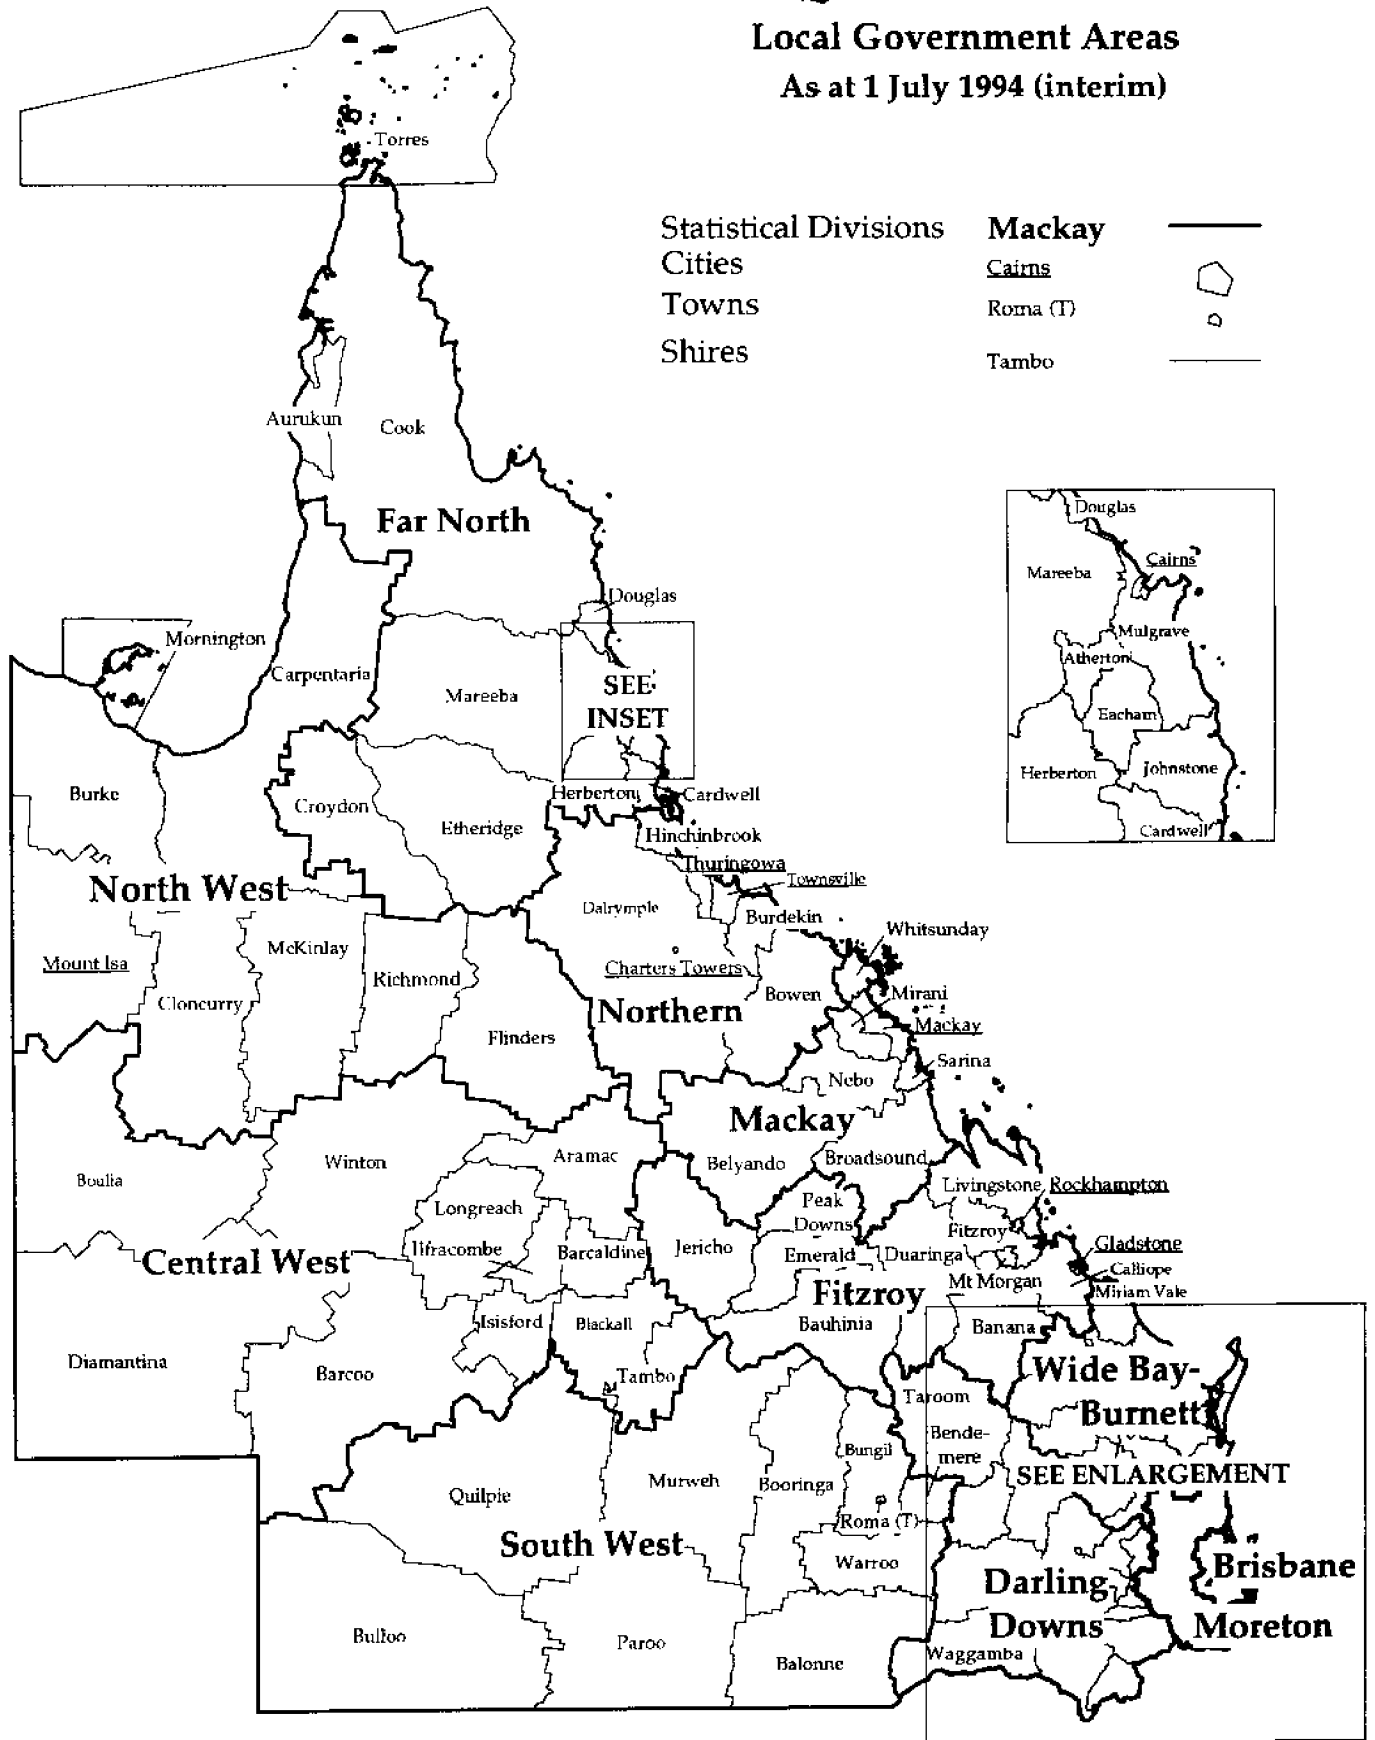 Local Government Areas
As at 1 July 1994 (interim)
Torres
Statistical Divisions Mackay
Cities Cairns
Towns Roma (T)
Shires Tambo
Aurukun
Cook
Far North
Douglas
Cairns
Mareeba
Mulgrave
Atherton
Eacham
Herberton
Johnstone
Cardwell
Douglas
Mornington
Carpentaria
Mareeba
SEE
INSET
Burke
Croydon
Etheridge
Herberton
Cardwell
Hinchinbrook
Thuringowa
Townsville
North West
Dalrymple
Burdekin
Whitsunday
McKinlay
Mount Isa
Richmond
Charters Towers
Bowen
Mirani
Cloncurry
Northern
Mackay
Flinders
Sarina
Nebo
Mackay
Winton
Aramac
Belyando
Broadsound
Boulia
Livingstone
Rockhampton
Longreach
Peak
Downs
Fitzroy
Ilfracombe
Barcaldine
Jericho
Emerald
Duaringa
Gladstone
Central West
Calliope
Mt Morgan
Miriam Vale
Fitzroy
Isisford
Blackall
Bauhinia
Banana
Diamantina
Barcoo
Tambo
Wide Bay-
Burnett
Taroom
Bende-
mere
Bungil
SEE ENLARGEMENT
Quilpie
Murweh
Booringa
Roma (T)
South West
Warroo
Brisbane
Darling
Downs
Moreton
Bulloo
Paroo
Balonne
Waggamba